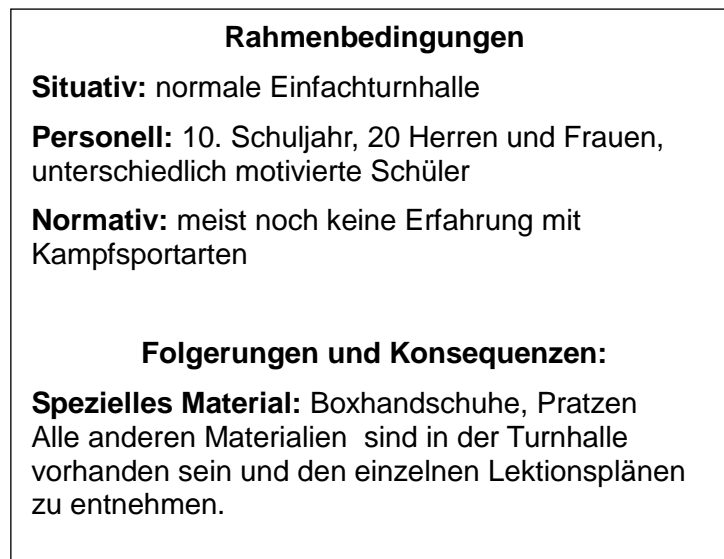 Rahmenbedingungen
Situativ: normale Einfachturnhalle
Personell: 10. Schuljahr, 20 Herren und Frauen,
unterschiedlich motivierte Schüler
Normativ: meist noch keine Erfahrung mit
Kampfsportarten
Folgerungen und Konsequenzen:
Spezielles Material: Boxhandschuhe, Pratzen
Alle anderen Materialien  sind in der Turnhalle
vorhanden sein und den einzelnen Lektionsplänen
zu entnehmen.